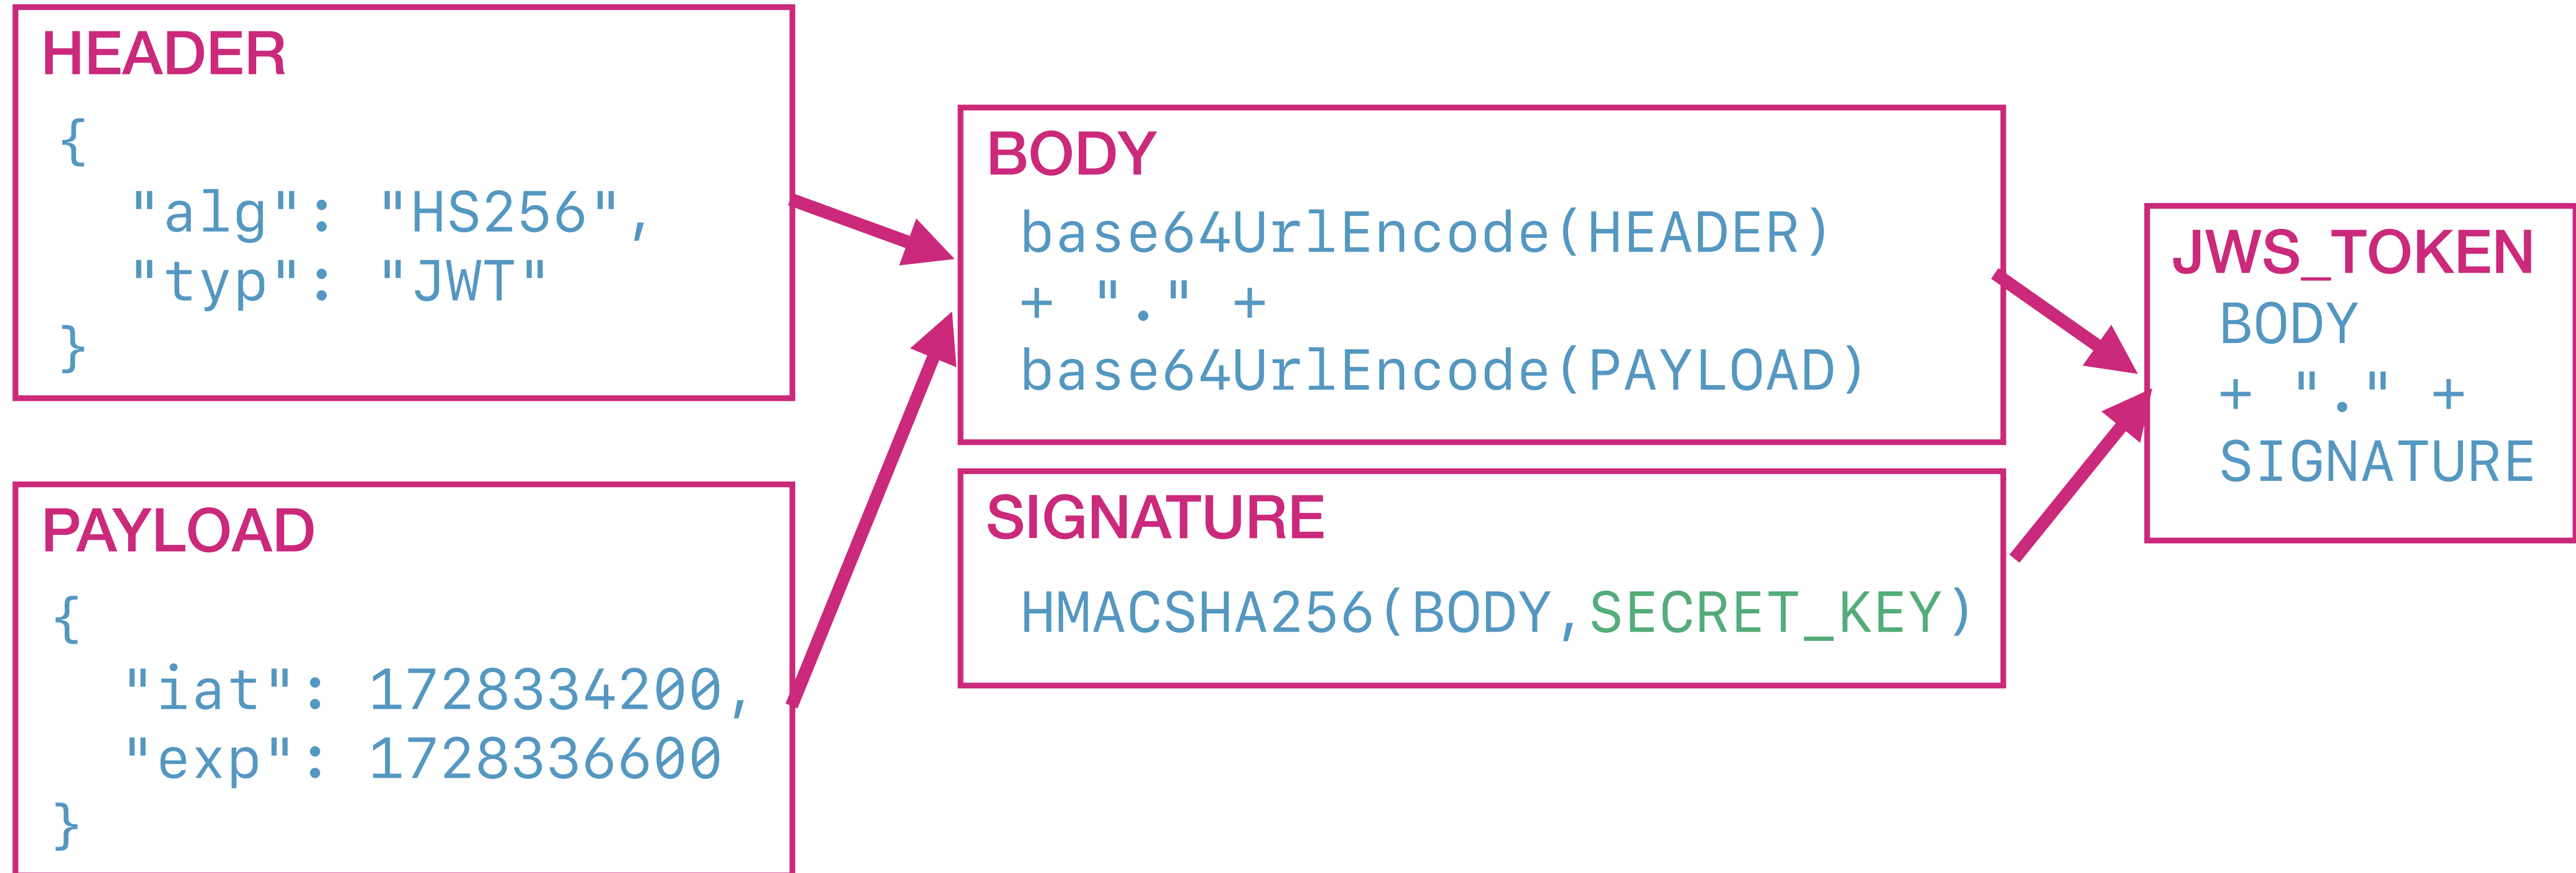 HEADER
{
"alg": "HS256",
"typ": "JWT"
}
PAYLOAD
{
"iat": 1728334200,
"exp": 1728336600
}
BODY
base64UrlEncode(HEADER)
+ "." +
base64UrlEncode(PAYLOAD)
SIGNATURE
HMACSHA256(BODY,SECRET_KEY)
JWS_TOKEN
BODY
+ "." +
SIGNATURE